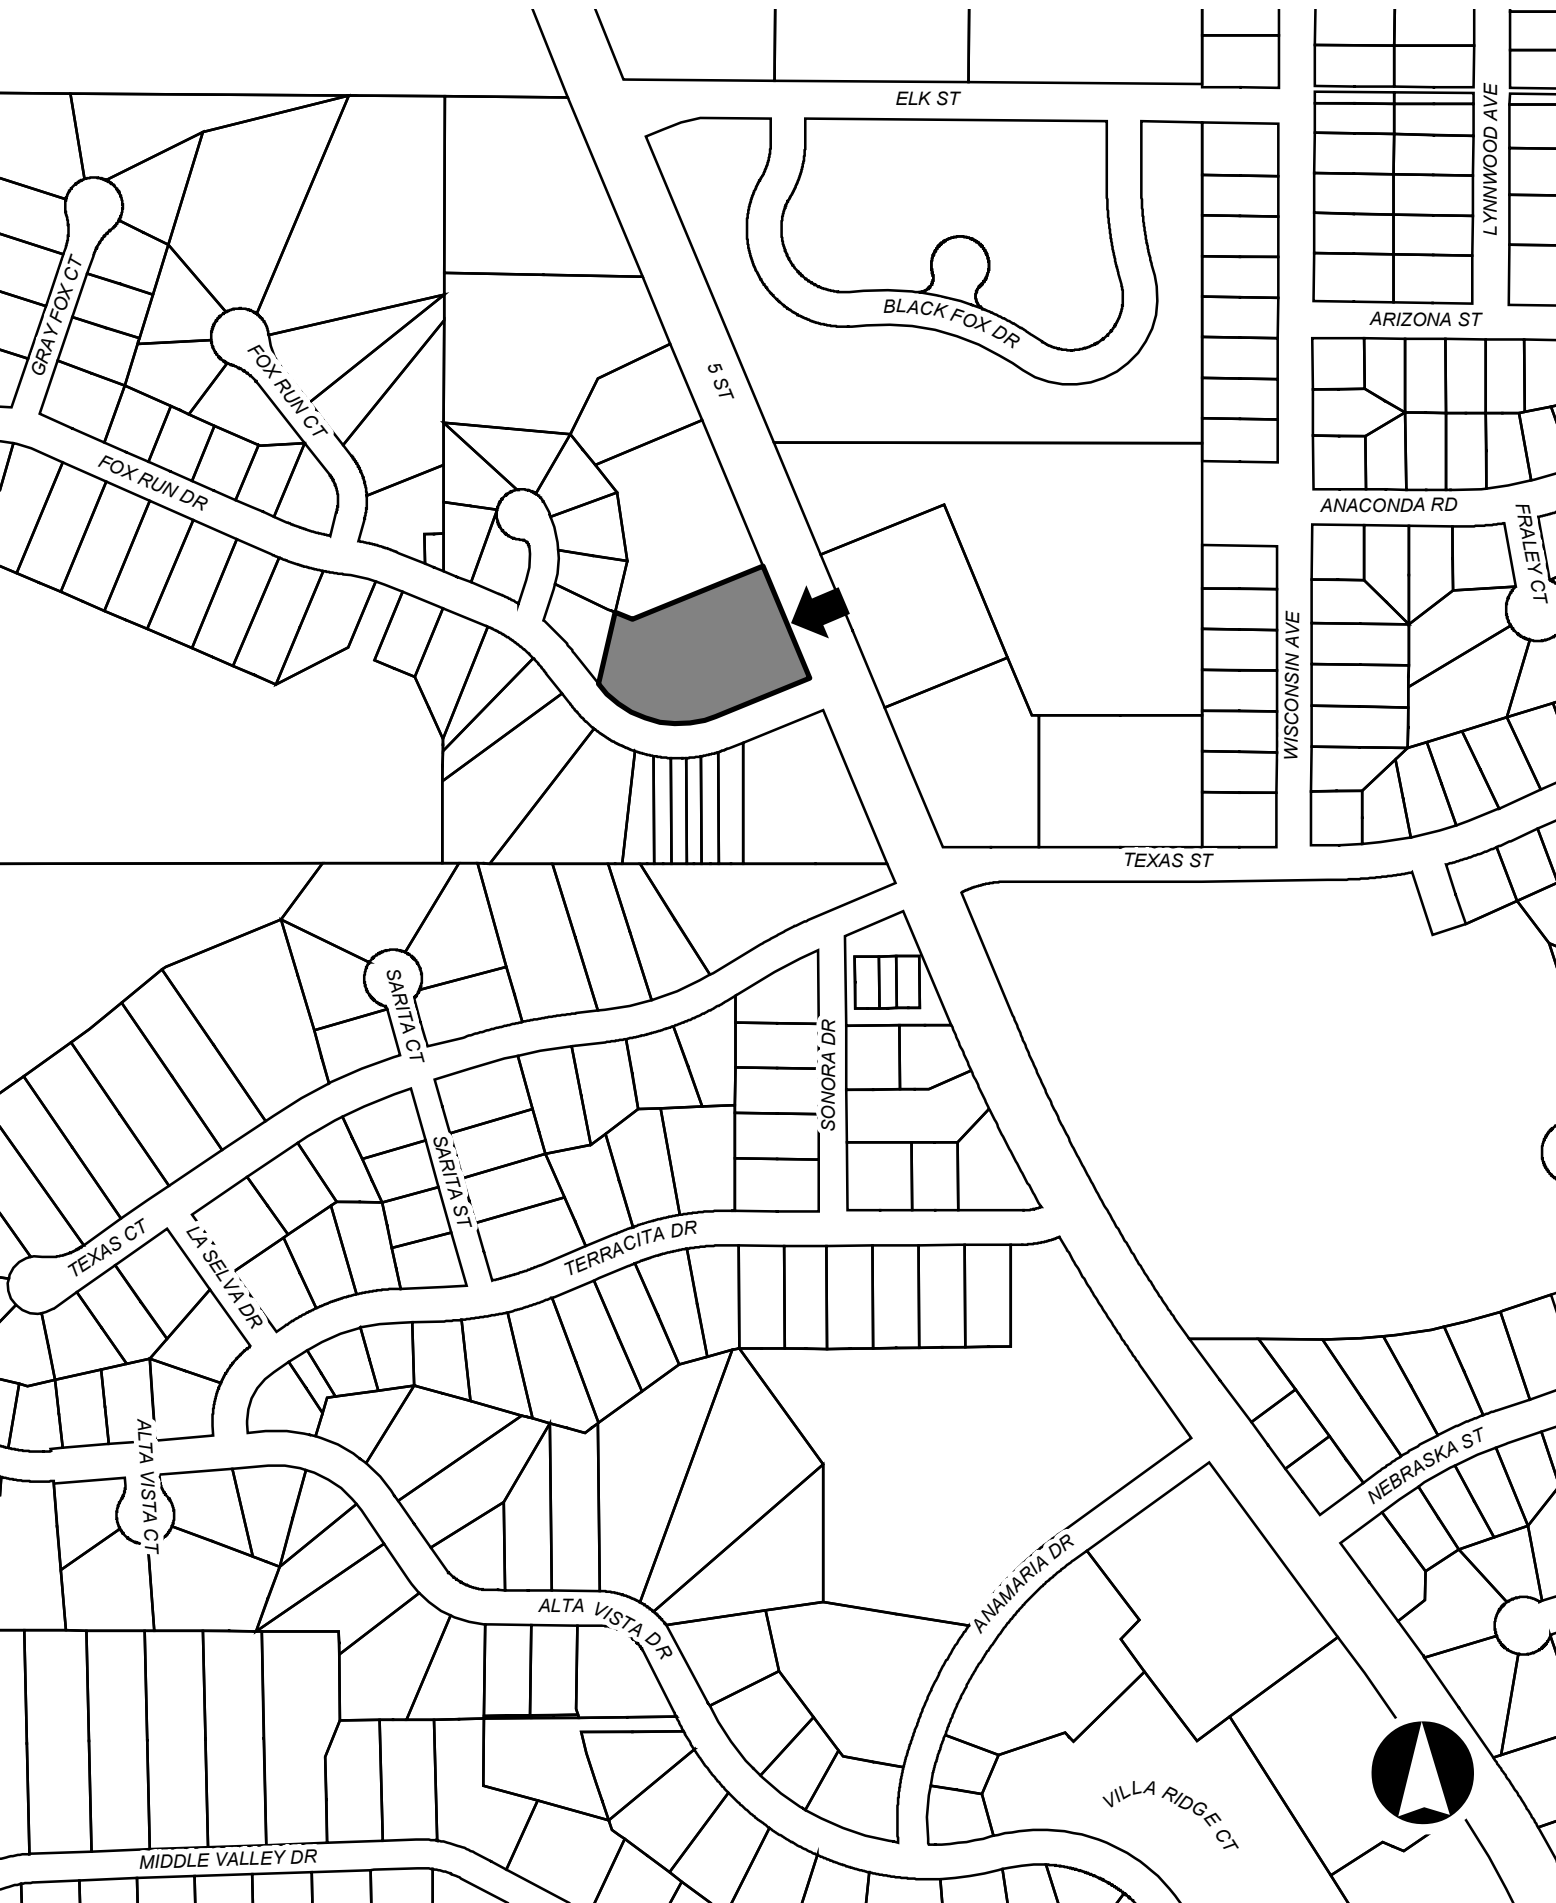 ELK ST
LYNNWOOD AVE
GRAY FOX CT
BLACK FOX DR
ARIZONA ST
FOX RUN CT
5 ST
FOX RUN DR
ANACONDA RD
FRALEY CT
WISCONSIN AVE
TEXAS ST
SARITA CT
SONORA DR
SARITA ST
TEXAS CT
LA SELVA DR
TERRACITA DR
ALTA VISTA CT
NEBRASKA ST
ANAMARIA DR
ALTA VISTA DR
VILLA RIDGE CT
MIDDLE VALLEY DR